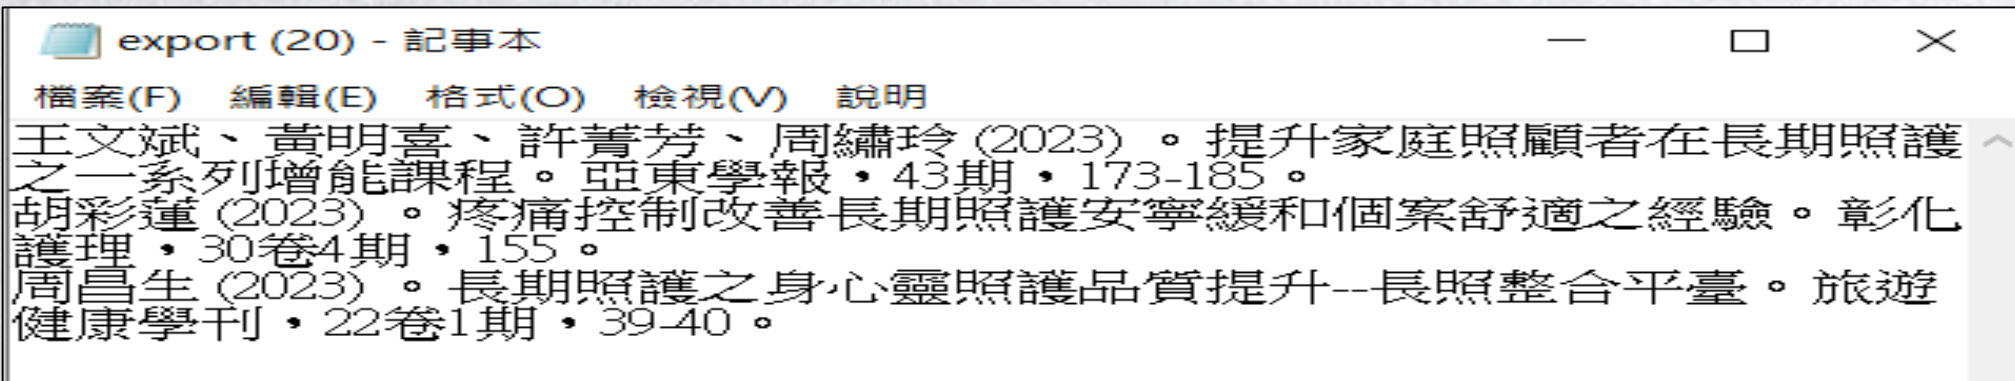 export (20) - 記事本
檔案(F) 編輯(E) 格式(O) 檢視(V) 說明
王文斌、黃明喜、許菁芳、周繡玲 (2023) 。提升家庭照顧者在長期照護
之一系列增能課程。亞東學報，43期，173-185。
胡彩蓮 (2023) 。疼痛控制改善長期照護安寧緩和個案舒適之經驗。彰化
護理，30卷4期，155。
周昌生 (2023) 。長期照護之身心靈照護品質提升--長照整合平臺。旅遊
健康學刊，22卷1期，39-40。